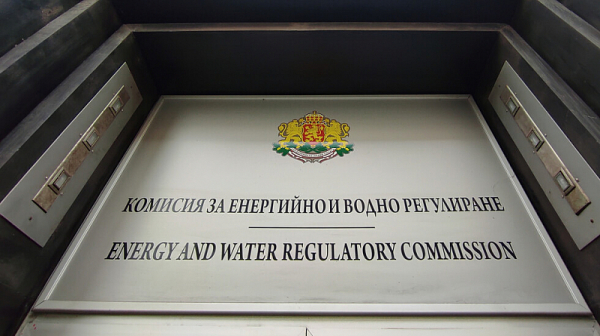 КОМИСИЯ ЗА ЕНЕРГИЙНО И ВОДНО РЕГУЛИРАНЕ
ENERGY AND WATER REGULATORY COMMISSION